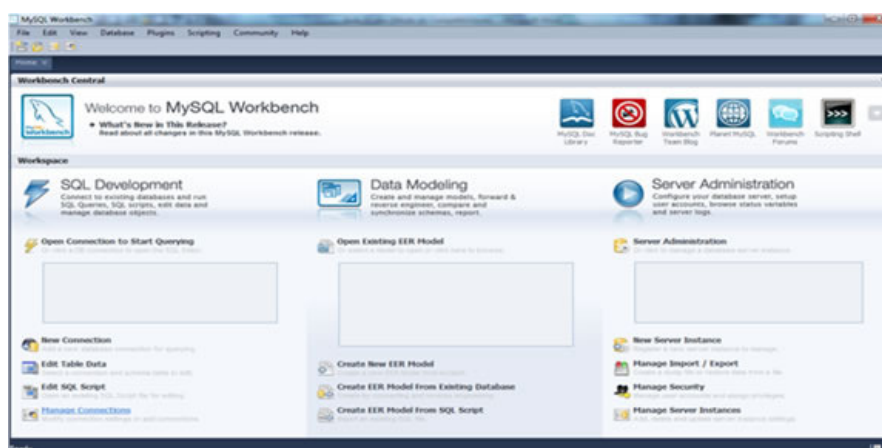 MySQL Workbench
File Edit View Database Plugins Scripting Community Help
Home
Workbench Central
Welcome to MySQL Workbench
What's New in This Release?
Read about all changes in this MySQL Workbench release.
MySQL Doc Library
MySQL Bug Reporter
Workbench Team Blog
Planet MySQL
Workbench Forums
Scripting Shell
Workspace
SQL Development
Connect to existing databases and run
SQL Queries, SQL scripts, edit data and
manage database objects.
Data Modeling
Create and manage models, forward &
reverse engineer, compare and
synchronize schemas, report.
Server Administration
Configure your database server, setup
user accounts, browse status variables
and server logs.
Open Connection to Start Querying
Open Existing EER Model
Server Administration
New Connection
Edit Table Data
Edit SQL Script
Manage Connections
Create New EER Model
Create EER Model From Existing Database
Create EER Model From SQL Script
New Server Instance
Manage Import / Export
Manage Security
Manage Server Instances